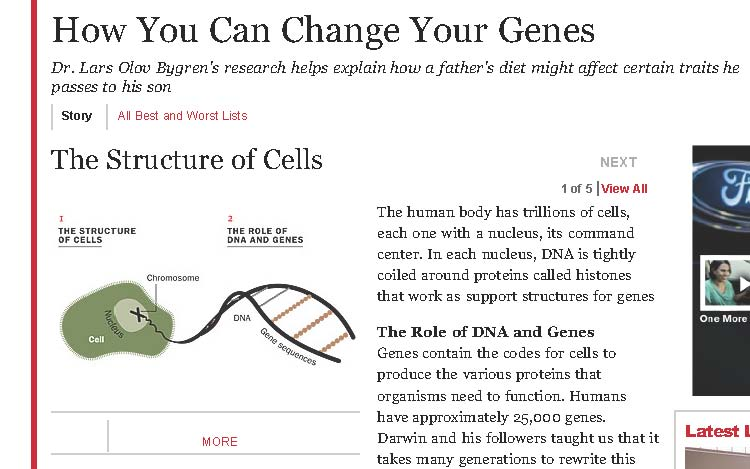 How You Can Change Your Genes
Dr. Lars Olov Bygren's research helps explain how a father's diet might affect certain traits he
passes to his son
Story
All Best and Worst Lists
The Structure of Cells
NEXT
1 of 5 | View All
1
THE STRUCTURE
OF CELLS
2
THE ROLE OF
DNA AND GENES
Chromosome
Nucleus
Cell
DNA
Gene sequences
MORE
The human body has trillions of cells,
each one with a nucleus, its command
center. In each nucleus, DNA is tightly
coiled around proteins called histones
that work as support structures for genes
The Role of DNA and Genes
Genes contain the codes for cells to
produce the various proteins that
organisms need to function. Humans
have approximately 25,000 genes.
Darwin and his followers taught us that it
takes many generations to rewrite this
One More
Latest